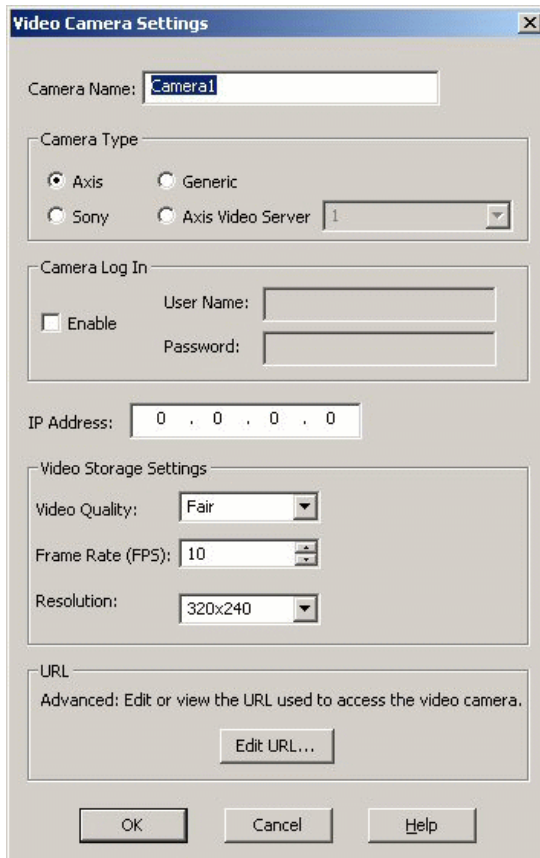 Video Camera Settings
Camera Name: Camera1
Camera Type
Axis Generic
Sony Axis Video Server 1
Camera Log In
User Name:
Enable
Password:
IP Address: 0 . 0 . 0 . 0
Video Storage Settings
Video Quality: Fair
Frame Rate (FPS): 10
Resolution: 320x240
URL
Advanced: Edit or view the URL used to access the video camera.
Edit URL...
OK Cancel Help